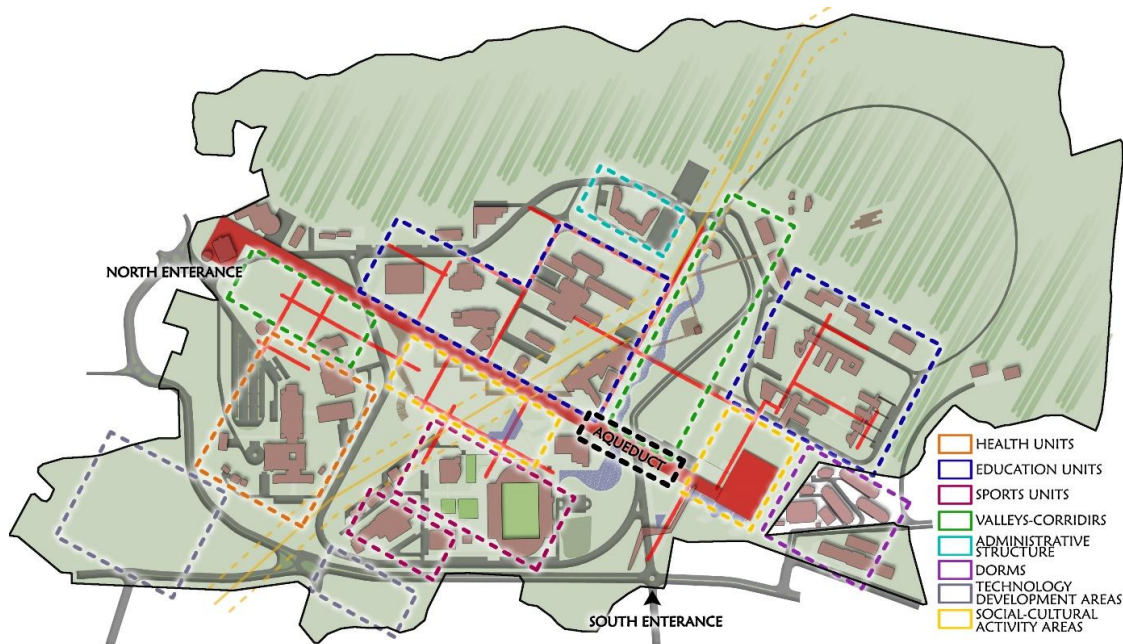 NORTH ENTERANCE
AQUEDUCT
SOUTH ENTERANCE
HEALTH UNITS
EDUCATION UNITS
SPORTS UNITS
VALLEYS-CORRIDIRS
ADMINISTRATIVE
STRUCTURE
DORMS
TECHNOLOGY
DEVELOPMENT AREAS
SOCIAL-CULTURAL
ACTIVITY AREAS